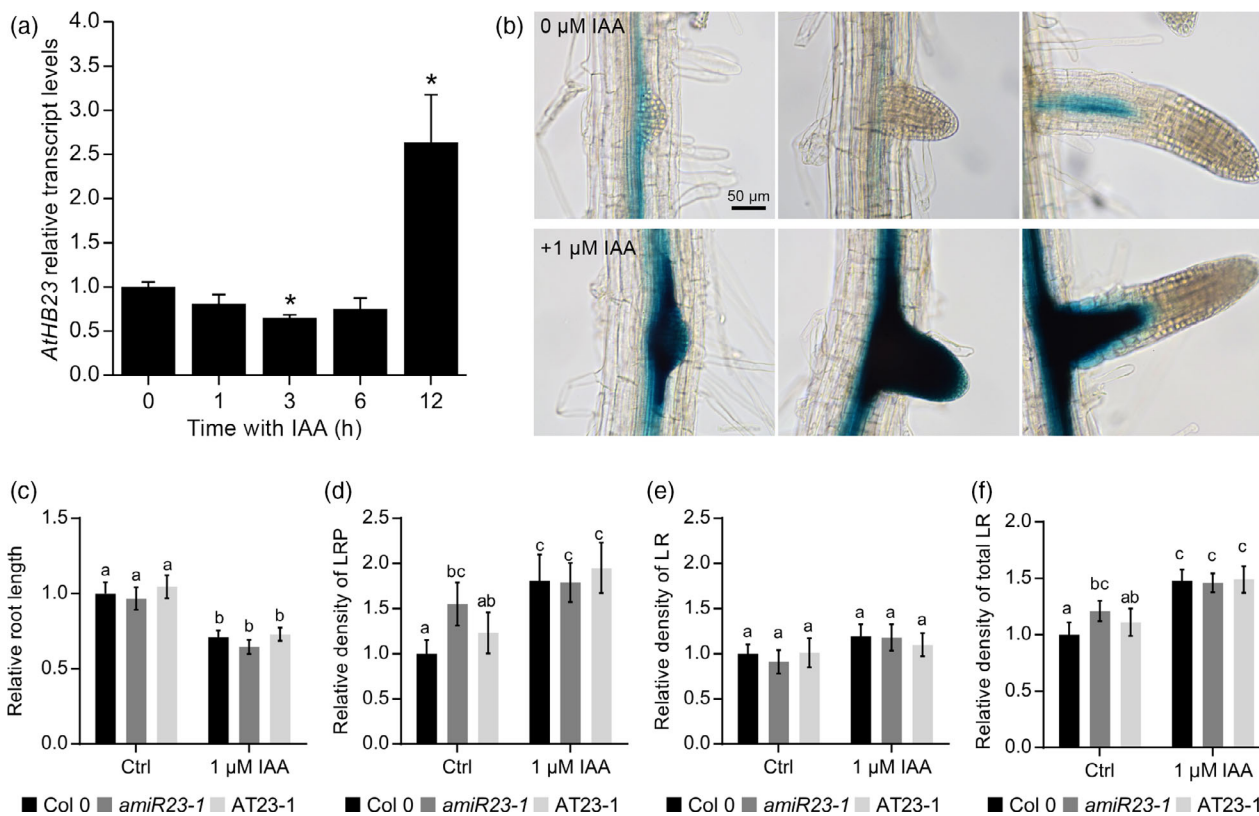 (a)
AtHB23 relative transcript levels
4.0
3.5
3.0
2.5
2.0
1.5
1.0
0.5
0.0
*
*
0 1 3 6 12
Time with IAA (h)
(b)
0 µM IAA
50 µm
+1 µM IAA
(c)
Relative root length
1.5
1.0
0.5
0.0
a a a
b b b
Ctrl 1 µM IAA
Col 0 amiR23-1 AT23-1
(d)
Relative density of LRP
2.5
2.0
1.5
1.0
0.5
0.0
a bc ab
c c c
Ctrl 1 µM IAA
Col 0 amiR23-1 AT23-1
(e)
Relative density of LR
2.5
2.0
1.5
1.0
0.5
0.0
a a a
a a a
Ctrl 1 µM IAA
Col 0 amiR23-1 AT23-1
(f)
Relative density of total LR
2.0
1.5
1.0
0.5
0.0
a bc ab
c c c
Ctrl 1 µM IAA
Col 0 amiR23-1 AT23-1